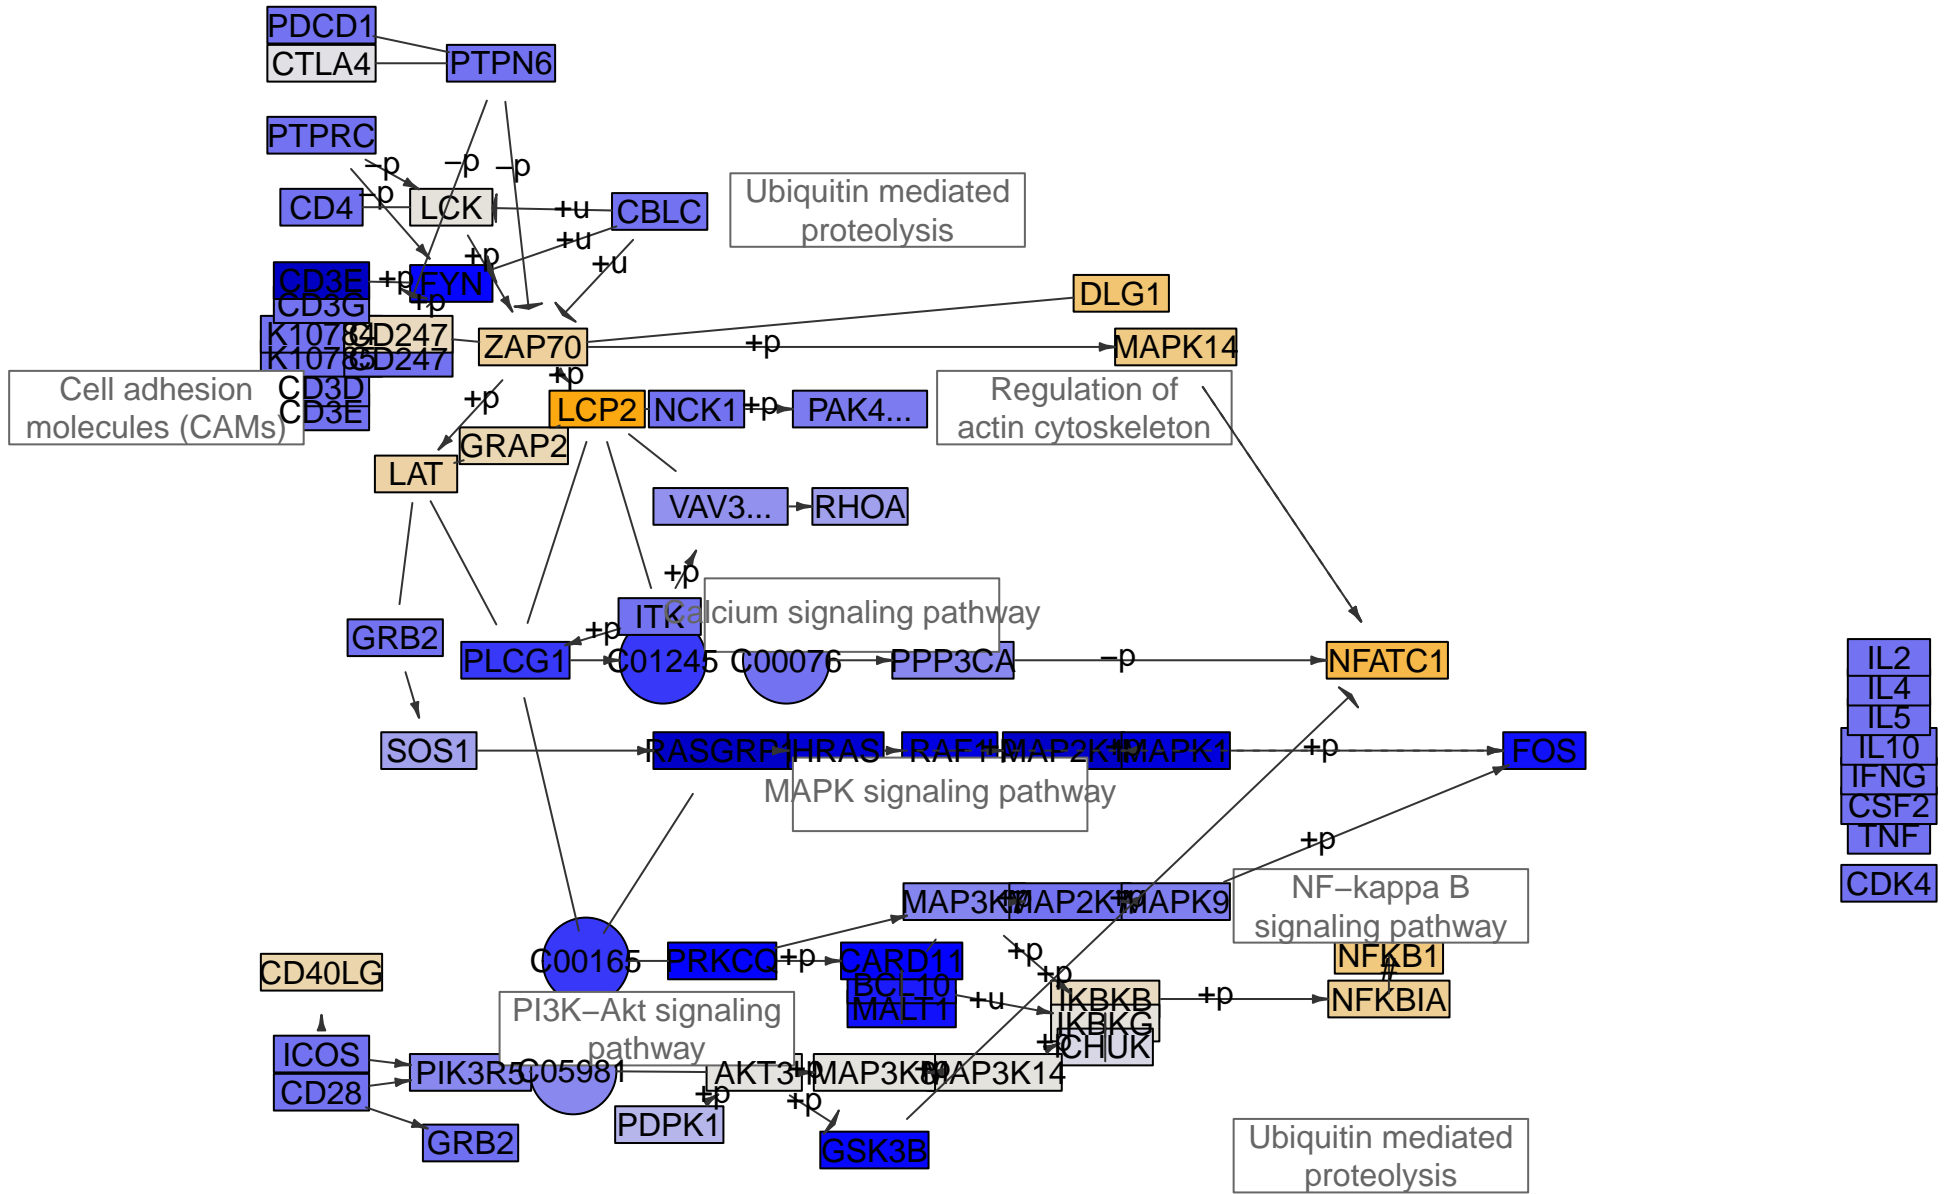 PDCD1
CTLA4
PTPN6
PTPRC
–p
–p
–p
–p
CD4
LCK
+u
CBLC
+u
+u
Ubiquitin mediated
proteolysis
CD3E
+p
FYN
+p
+p
CD3G
DLG1
K10784
CD247
ZAP70
+p
MAPK14
K10785
CD247
CD3D
CD3E
Cell adhesion
molecules (CAMs)
+p
+p
LCP2
NCK1
+p
PAK4...
Regulation of
actin cytoskeleton
GRAP2
LAT
VAV3...
RHOA
+p
ITK
Calcium signaling pathway
GRB2
+p
PLCG1
C01245
C00076
PPP3CA
–p
NFATC1
IL2
IL4
IL5
IL10
IFNG
CSF2
TNF
CDK4
SOS1
RASGRP1
HRAS
RAF1
MAPK1
+p
FOS
MAPK signaling pathway
+p
MAPK9
NF–kappa B
signaling pathway
C00165
PRKCQ
+p
CARD11
BCL10
MALT1
+u
+p
+p
IKBKB
IKBKG
CHUK
+p
+p
NFKB1
NFKBIA
CD40LG
PI3K–Akt signaling
pathway
ICOS
CD28
PIK3R5
C05981
AKT3
+p
MAP3K14
+p
+p
PDPK1
GRB2
GSK3B
Ubiquitin mediated
proteolysis